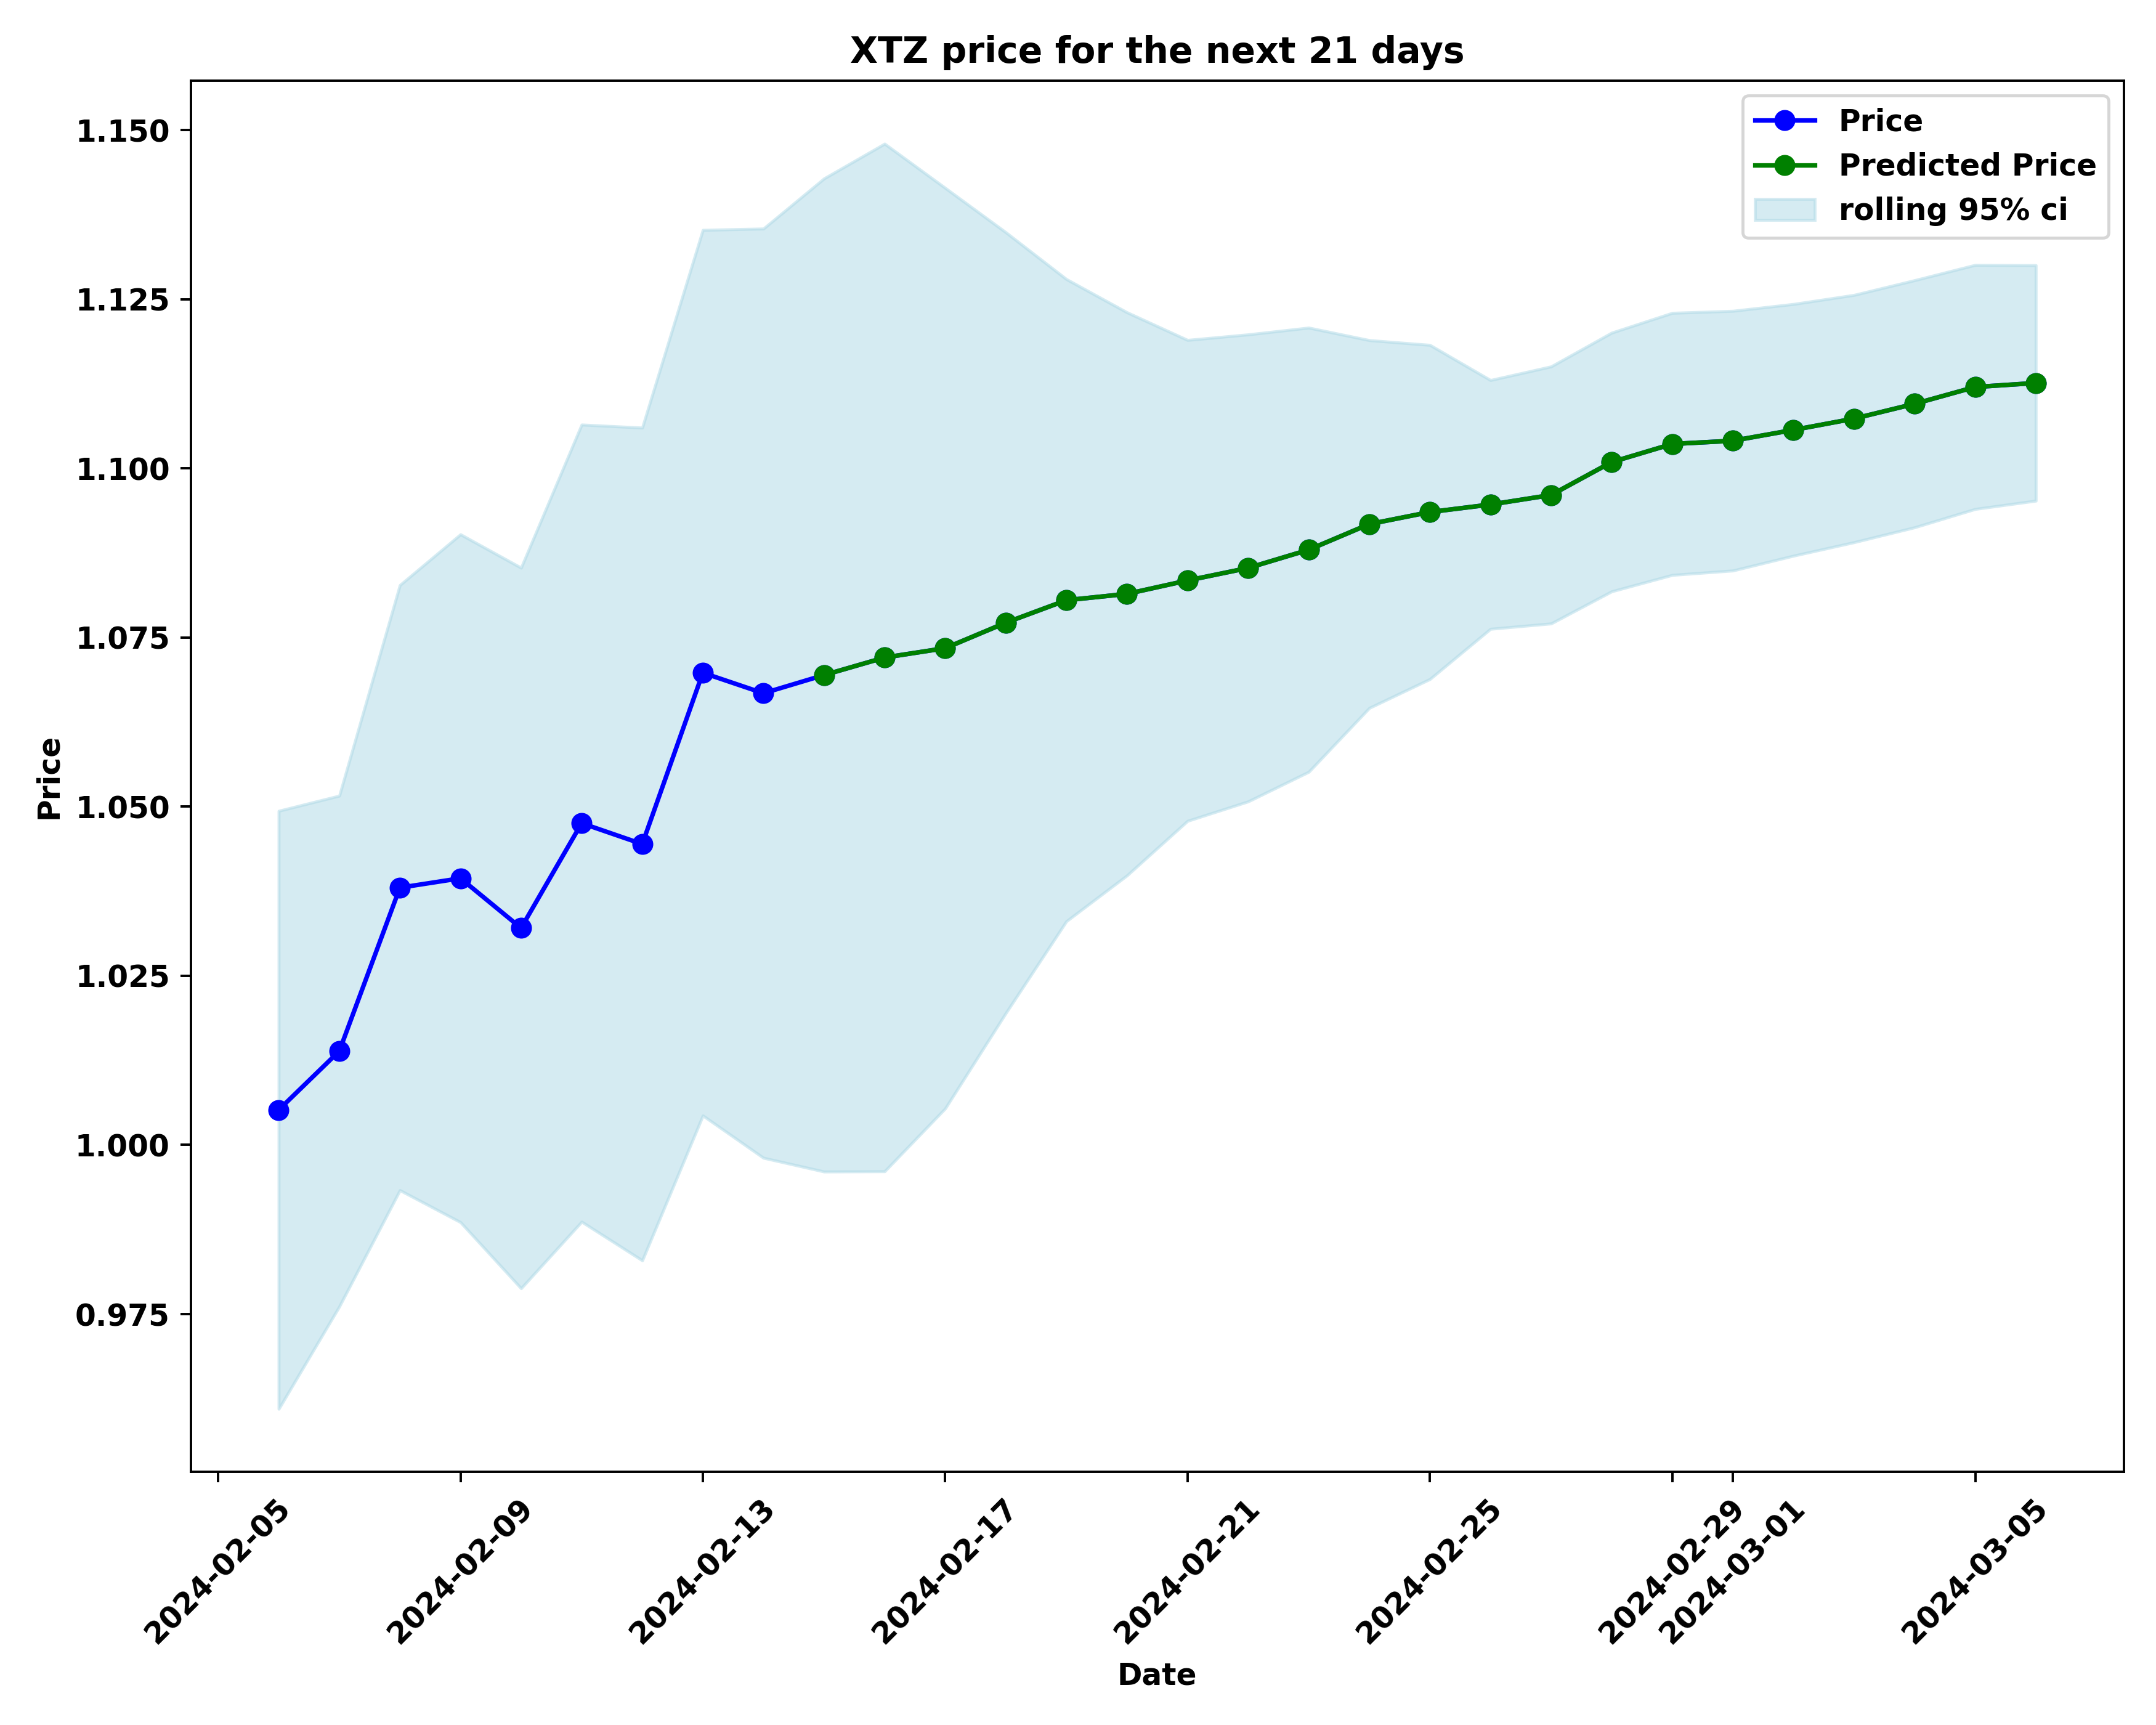 XTZ price for the next 21 days
Price
Predicted Price
rolling 95% ci
1.150
1.125
1.100
1.075
1.050
1.025
1.000
0.975
Price
2024-02-05
2024-02-09
2024-02-13
2024-02-17
2024-02-21
2024-02-25
2024-02-29
2024-03-01
2024-03-05
Date